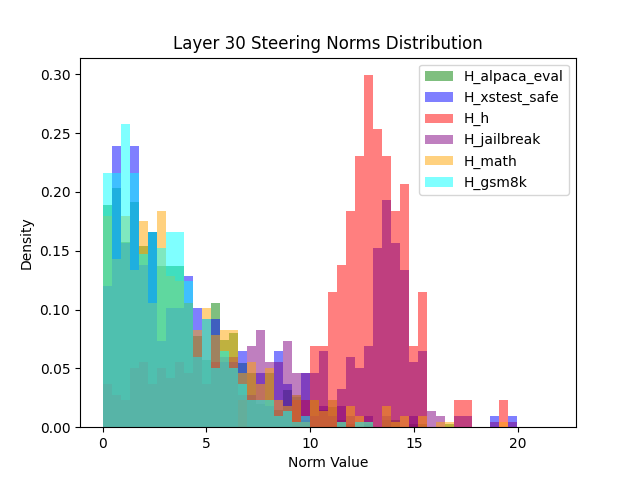 Layer 30 Steering Norms Distribution
0.30
0.25
0.20
0.15
0.10
0.05
0.00
Density
H_alpaca_eval
H_xstest_safe
H_h
H_jailbreak
H_math
H_gsm8k
0 5 10 15 20
Norm Value